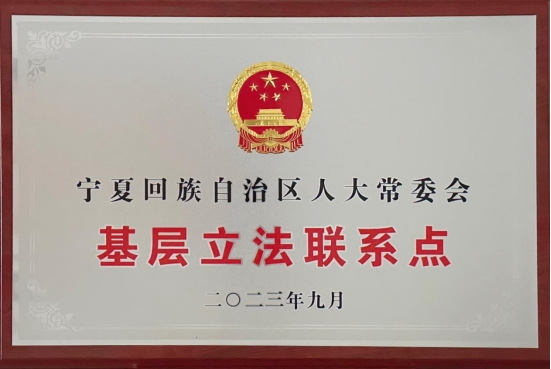 宁夏回族自治区人大常委会
基层立法联系点
二〇二三年九月